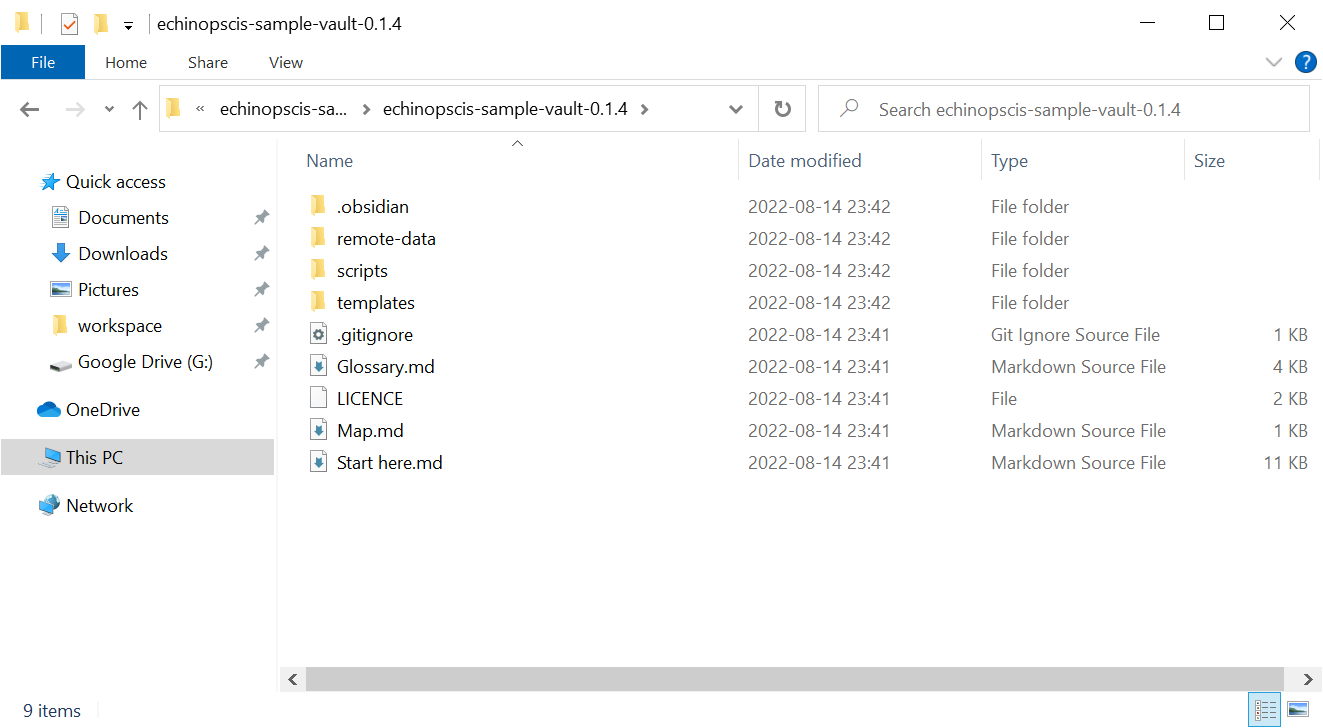 echinopscis-sample-vault-0.1.4
File Home Share View ?
« echinopscis-sa... echinopscis-sample-vault-0.1.4 Search echinopscis-sample-vault-0.1.4
Name Date modified Type Size
Quick access
Documents
Downloads
Pictures
workspace
Google Drive (G:)
OneDrive
This PC
Network
.obsidian 2022-08-14 23:42 File folder
remote-data 2022-08-14 23:42 File folder
scripts 2022-08-14 23:42 File folder
templates 2022-08-14 23:42 File folder
.gitignore 2022-08-14 23:41 Git Ignore Source File 1 KB
Glossary.md 2022-08-14 23:41 Markdown Source File 4 KB
LICENCE 2022-08-14 23:41 File 2 KB
Map.md 2022-08-14 23:41 Markdown Source File 1 KB
Start here.md 2022-08-14 23:41 Markdown Source File 11 KB
9 items